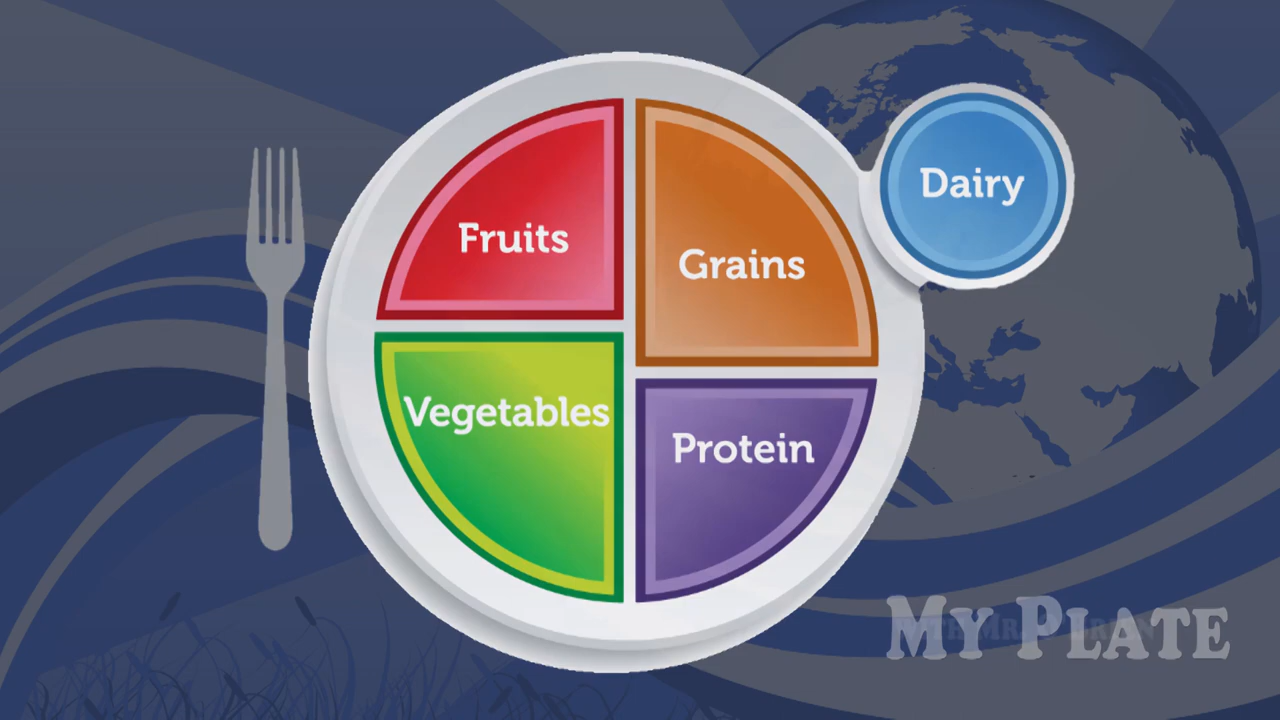 Fruits
Grains
Dairy
Vegetables
Protein
MY PLATE